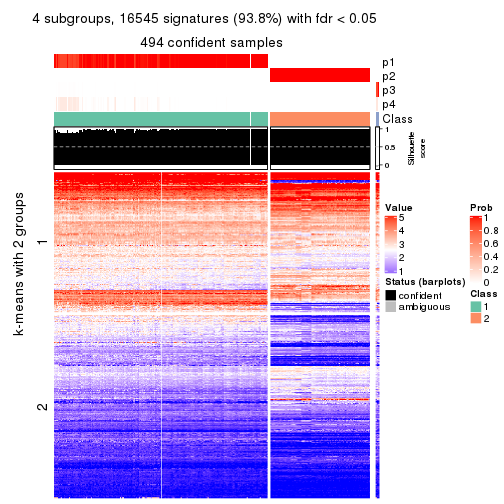 4 subgroups, 16545 signatures (93.8%) with fdr < 0.05
494 confident samples
p1
p2
p3
p4
Class
1
0.5
0
Silhouette
score
k-means with 2 groups
1
2
Value
5
4
3
2
1
Status (barplots)
confident
ambiguous
Prob
1
0.8
0.6
0.4
0.2
0
Class
1
2